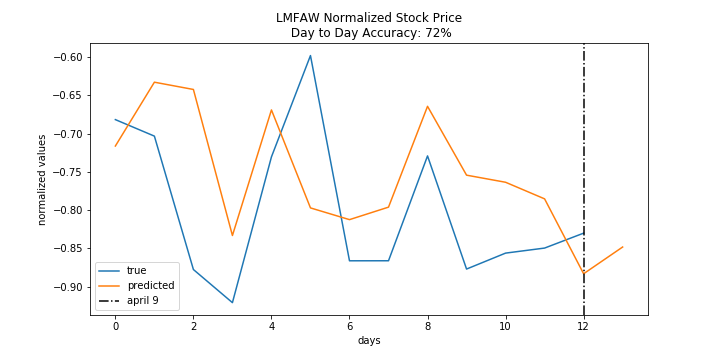 LMFAW Normalized Stock Price
Day to Day Accuracy: 72%
normalized values
−0.60
−0.65
−0.70
−0.75
−0.80
−0.85
−0.90
true
predicted
april 9
0 2 4 6 8 10 12
days